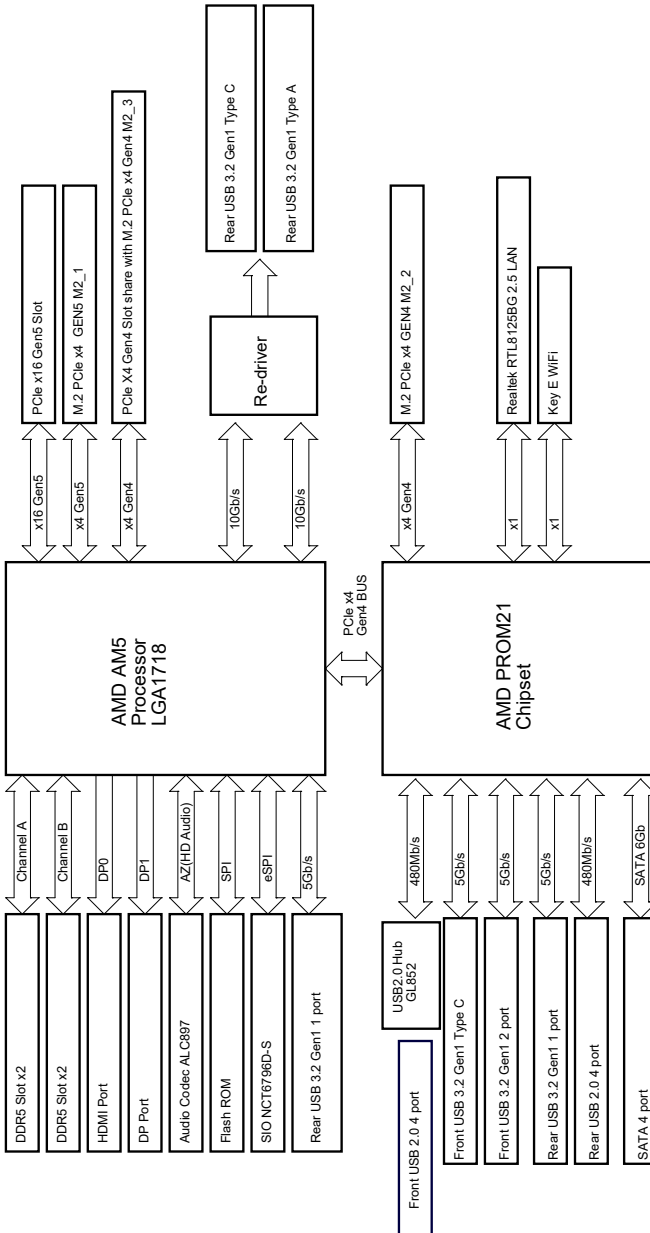 DDR5 Slot x2
Channel A
DDR5 Slot x2
Channel B
HDMI Port
DP0
DP Port
DP1
Audio Codec ALC897
AZ(HD Audio)
Flash ROM
SPI
SIO NCT6796D-S
eSPI
Rear USB 3.2 Gen1 1 port
5Gb/s
AMD AM5
Processor
LGA1718
x16 Gen5
PCIe x16 Gen5 Slot
x4 Gen5
M.2 PCIe x4 GEN5 M2_1
x4 Gen4
PCIe X4 Gen4 Slot share with M.2 PCIe x4 Gen4 M2_3
10Gb/s
10Gb/s
Re-driver
Rear USB 3.2 Gen1 Type C
Rear USB 3.2 Gen1 Type A
PCIe x4
Gen4 BUS
Front USB 2.0 4 port
USB2.0 Hub
GL852
480Mb/s
Front USB 3.2 Gen1 Type C
5Gb/s
Front USB 3.2 Gen1 2 port
5Gb/s
Rear USB 3.2 Gen1 1 port
5Gb/s
Rear USB 2.0 4 port
480Mb/s
SATA 4 port
SATA 6Gb
AMD PROM21
Chipset
x4 Gen4
M.2 PCIe x4 GEN4 M2_2
x1
Realtek RTL8125BG 2.5 LAN
x1
Key E WiFi